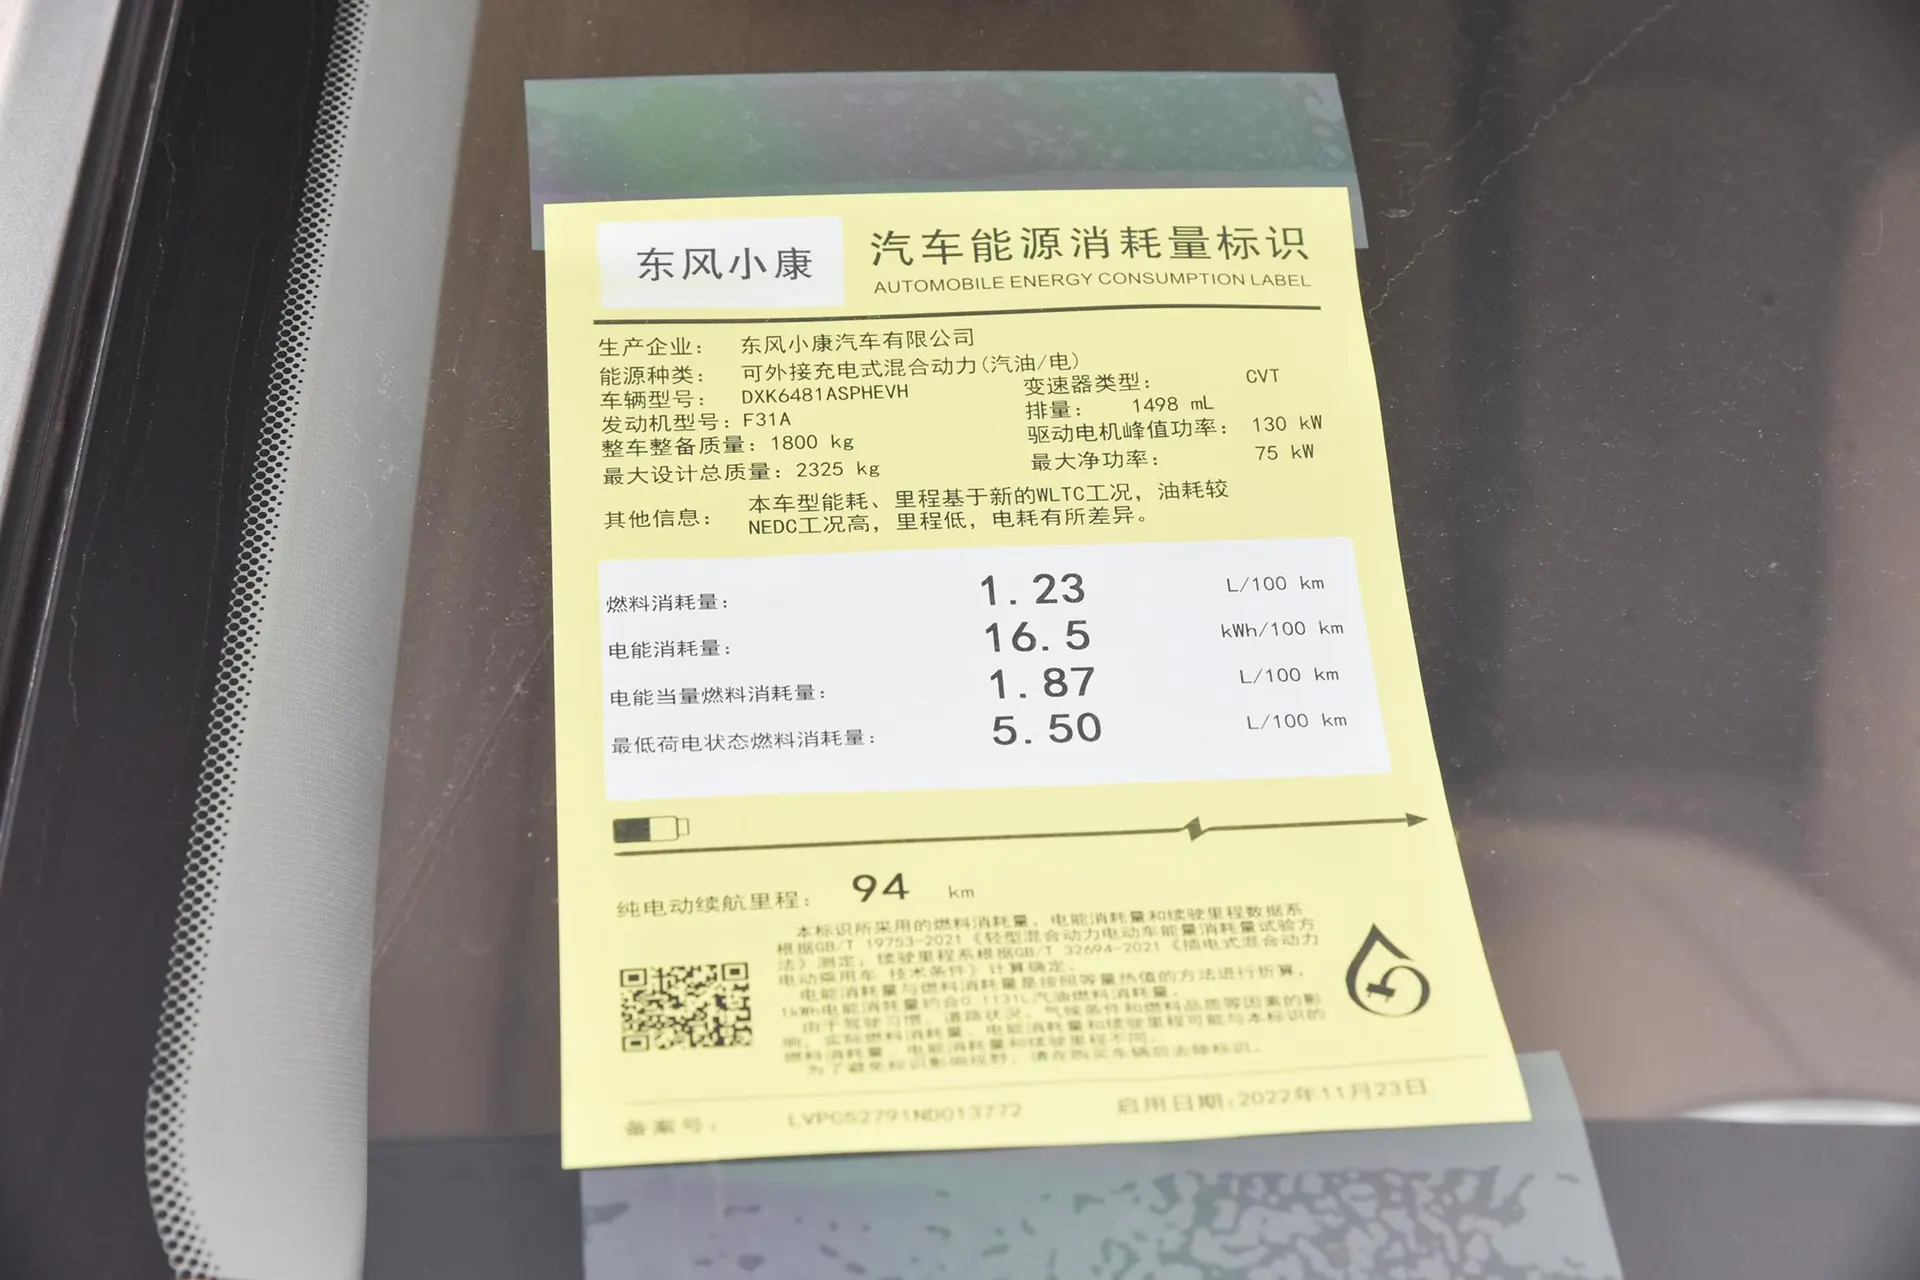 东风小康
汽车能源消耗量标识
AUTOMOBILE ENERGY CONSUMPTION LABEL
生产企业: 东风小康汽车有限公司
能源种类: 可外接充电式混合动力(汽油/电)
车辆型号: DXK6481ASPHEVH 变速器类型: CVT
发动机型号: F31A 排量: 1498 mL
整车整备质量: 1800 kg 驱动电机峰值功率: 130 kW
最大设计总质量: 2325 kg 最大净功率: 75 kW
其他信息: 本车型能耗、里程基于新的WLTC工况, 油耗较
NEDC工况高, 里程低, 电耗有所差异。
燃料消耗量: 1.23 L/100 km
电能消耗量: 16.5 kWh/100 km
电能当量燃料消耗量: 1.87 L/100 km
最低荷电状态燃料消耗量: 5.50 L/100 km
纯电动续航里程: 94 km
本标识所采用的燃料消耗量、电能消耗量和续驶里程数据系
根据GB/T 19753-2021《轻型混合动力电动车能量消耗量试验方
法》测定; 续驶里程系根据GB/T 32694-2021《插电式混合动力
电动乘用车 技术条件》计算确定。
电能消耗量与燃料消耗量是按照等量热值的方法进行折算,
1kWh电能消耗量约合0.1131L汽油燃料消耗量。
由于驾驶习惯、道路状况、气候条件和燃料品质等因素的影
响, 实际燃料消耗量、电能消耗量和续驶里程可能与本标识的
燃料消耗量、电能消耗量和续驶里程不同。
为了避免标识影响视野, 请在购买车辆后去除标识。
备案号: LVPC52791ND013772 启用日期:2022年11月23日